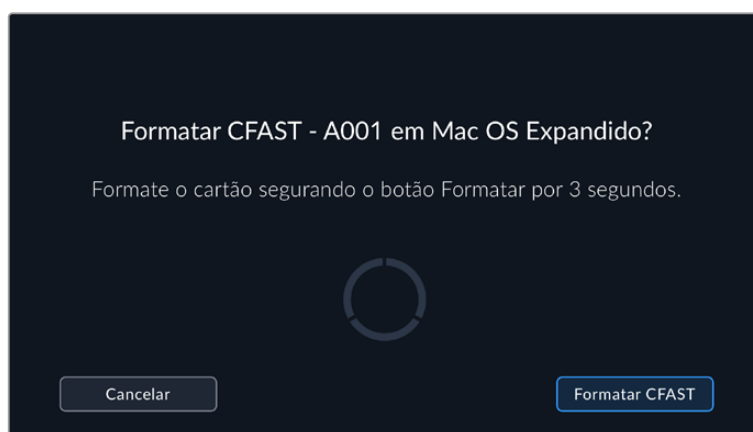 Formatar CFAST - A001 em Mac OS Expandido?
Formate o cartão segurando o botão Formatar por 3 segundos.
Cancelar
Formatar CFAST